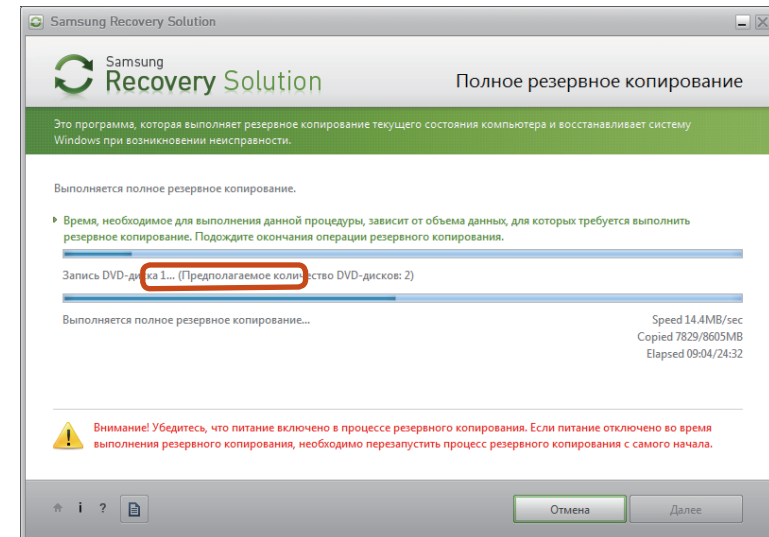 Samsung Recovery Solution
Samsung
Recovery Solution
Полное резервное копирование
Это программа, которая выполняет резервное копирование текущего состояния компьютера и восстанавливает систему
Windows при возникновении неисправности.
Выполняется полное резервное копирование.
Время, необходимое для выполнения данной процедуры, зависит от объема данных, для которых требуется выполнить
резервное копирование. Подождите окончания операции резервного копирования.
Запись DVD-диска 1... (Предполагаемое количество DVD-дисков: 2)
Выполняется полное резервное копирование...
Speed 14.4MB/sec
Copied 7829/8605MB
Elapsed 09:04/24:32
Внимание! Убедитесь, что питание включено в процессе резервного копирования. Если питание отключено во время
выполнения резервного копирования, необходимо перезапустить процесс резервного копирования с самого начала.
i ?
Отмена
Далее